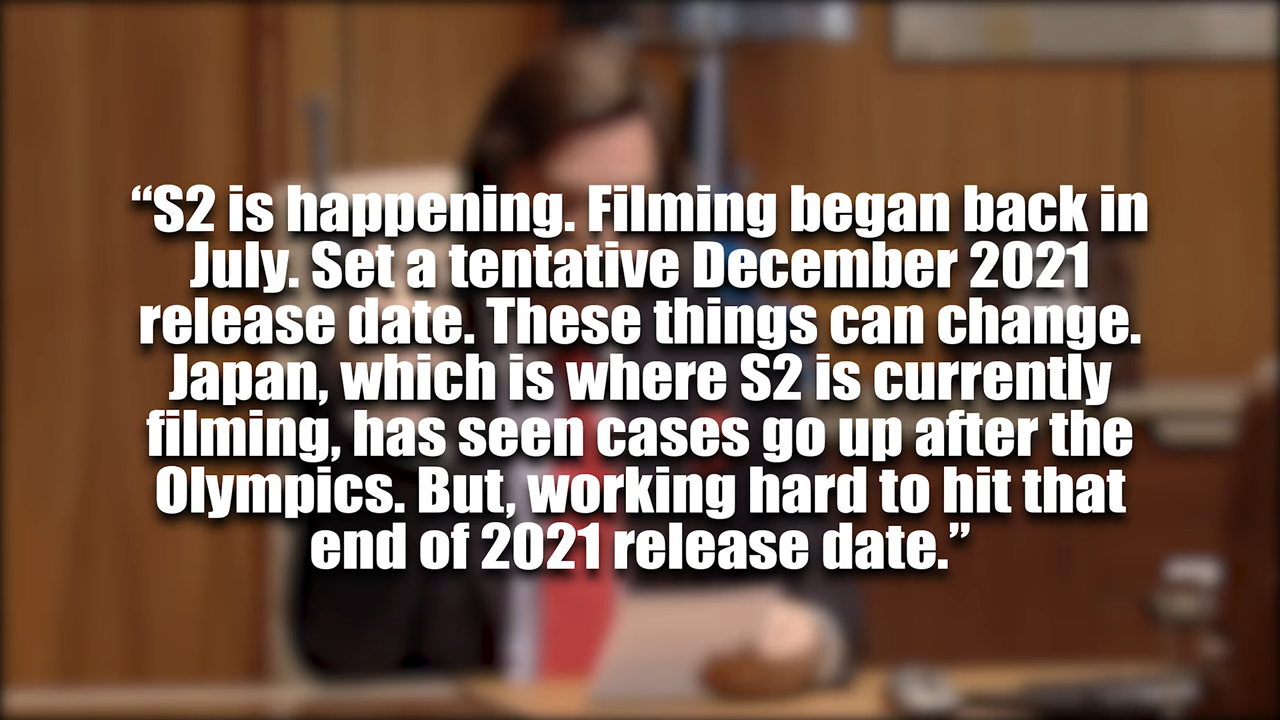 “S2 is happening. Filming began back in
July. Set a tentative December 2021
release date. These things can change.
Japan, which is where S2 is currently
filming, has seen cases go up after the
Olympics. But, working hard to hit that
end of 2021 release date.”